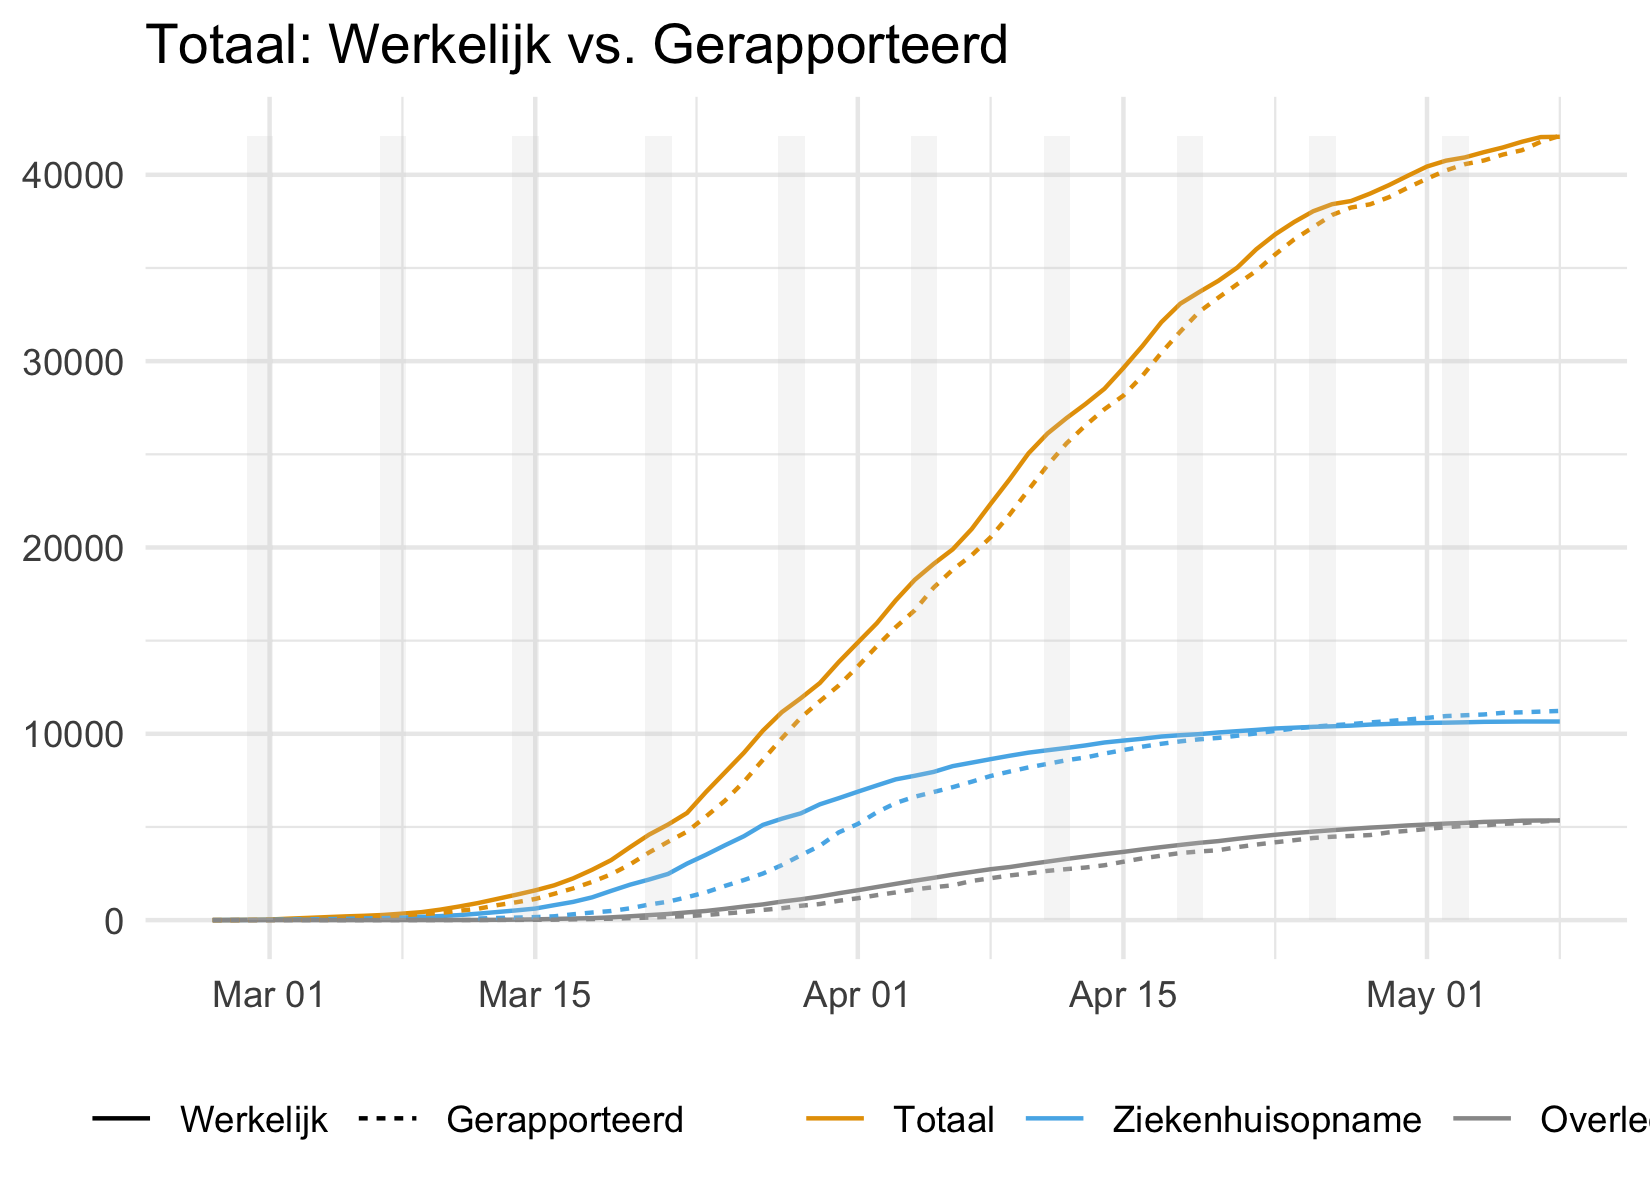 Totaal: Werkelijk vs. Gerapporteerd
40000
30000
20000
10000
0
Mar 01 Mar 15 Apr 01 Apr 15 May 01
Werkelijk Gerapporteerd Totaal Ziekenhuisopname